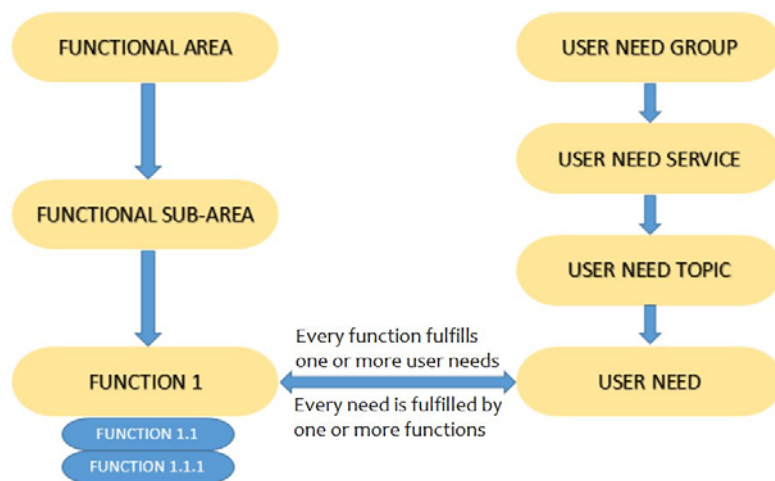 FUNCTIONAL AREA
FUNCTIONAL SUB-AREA
FUNCTION 1
FUNCTION 1.1
FUNCTION 1.1.1
Every function fulfills
one or more user needs
Every need is fulfilled by
one or more functions
USER NEED GROUP
USER NEED SERVICE
USER NEED TOPIC
USER NEED